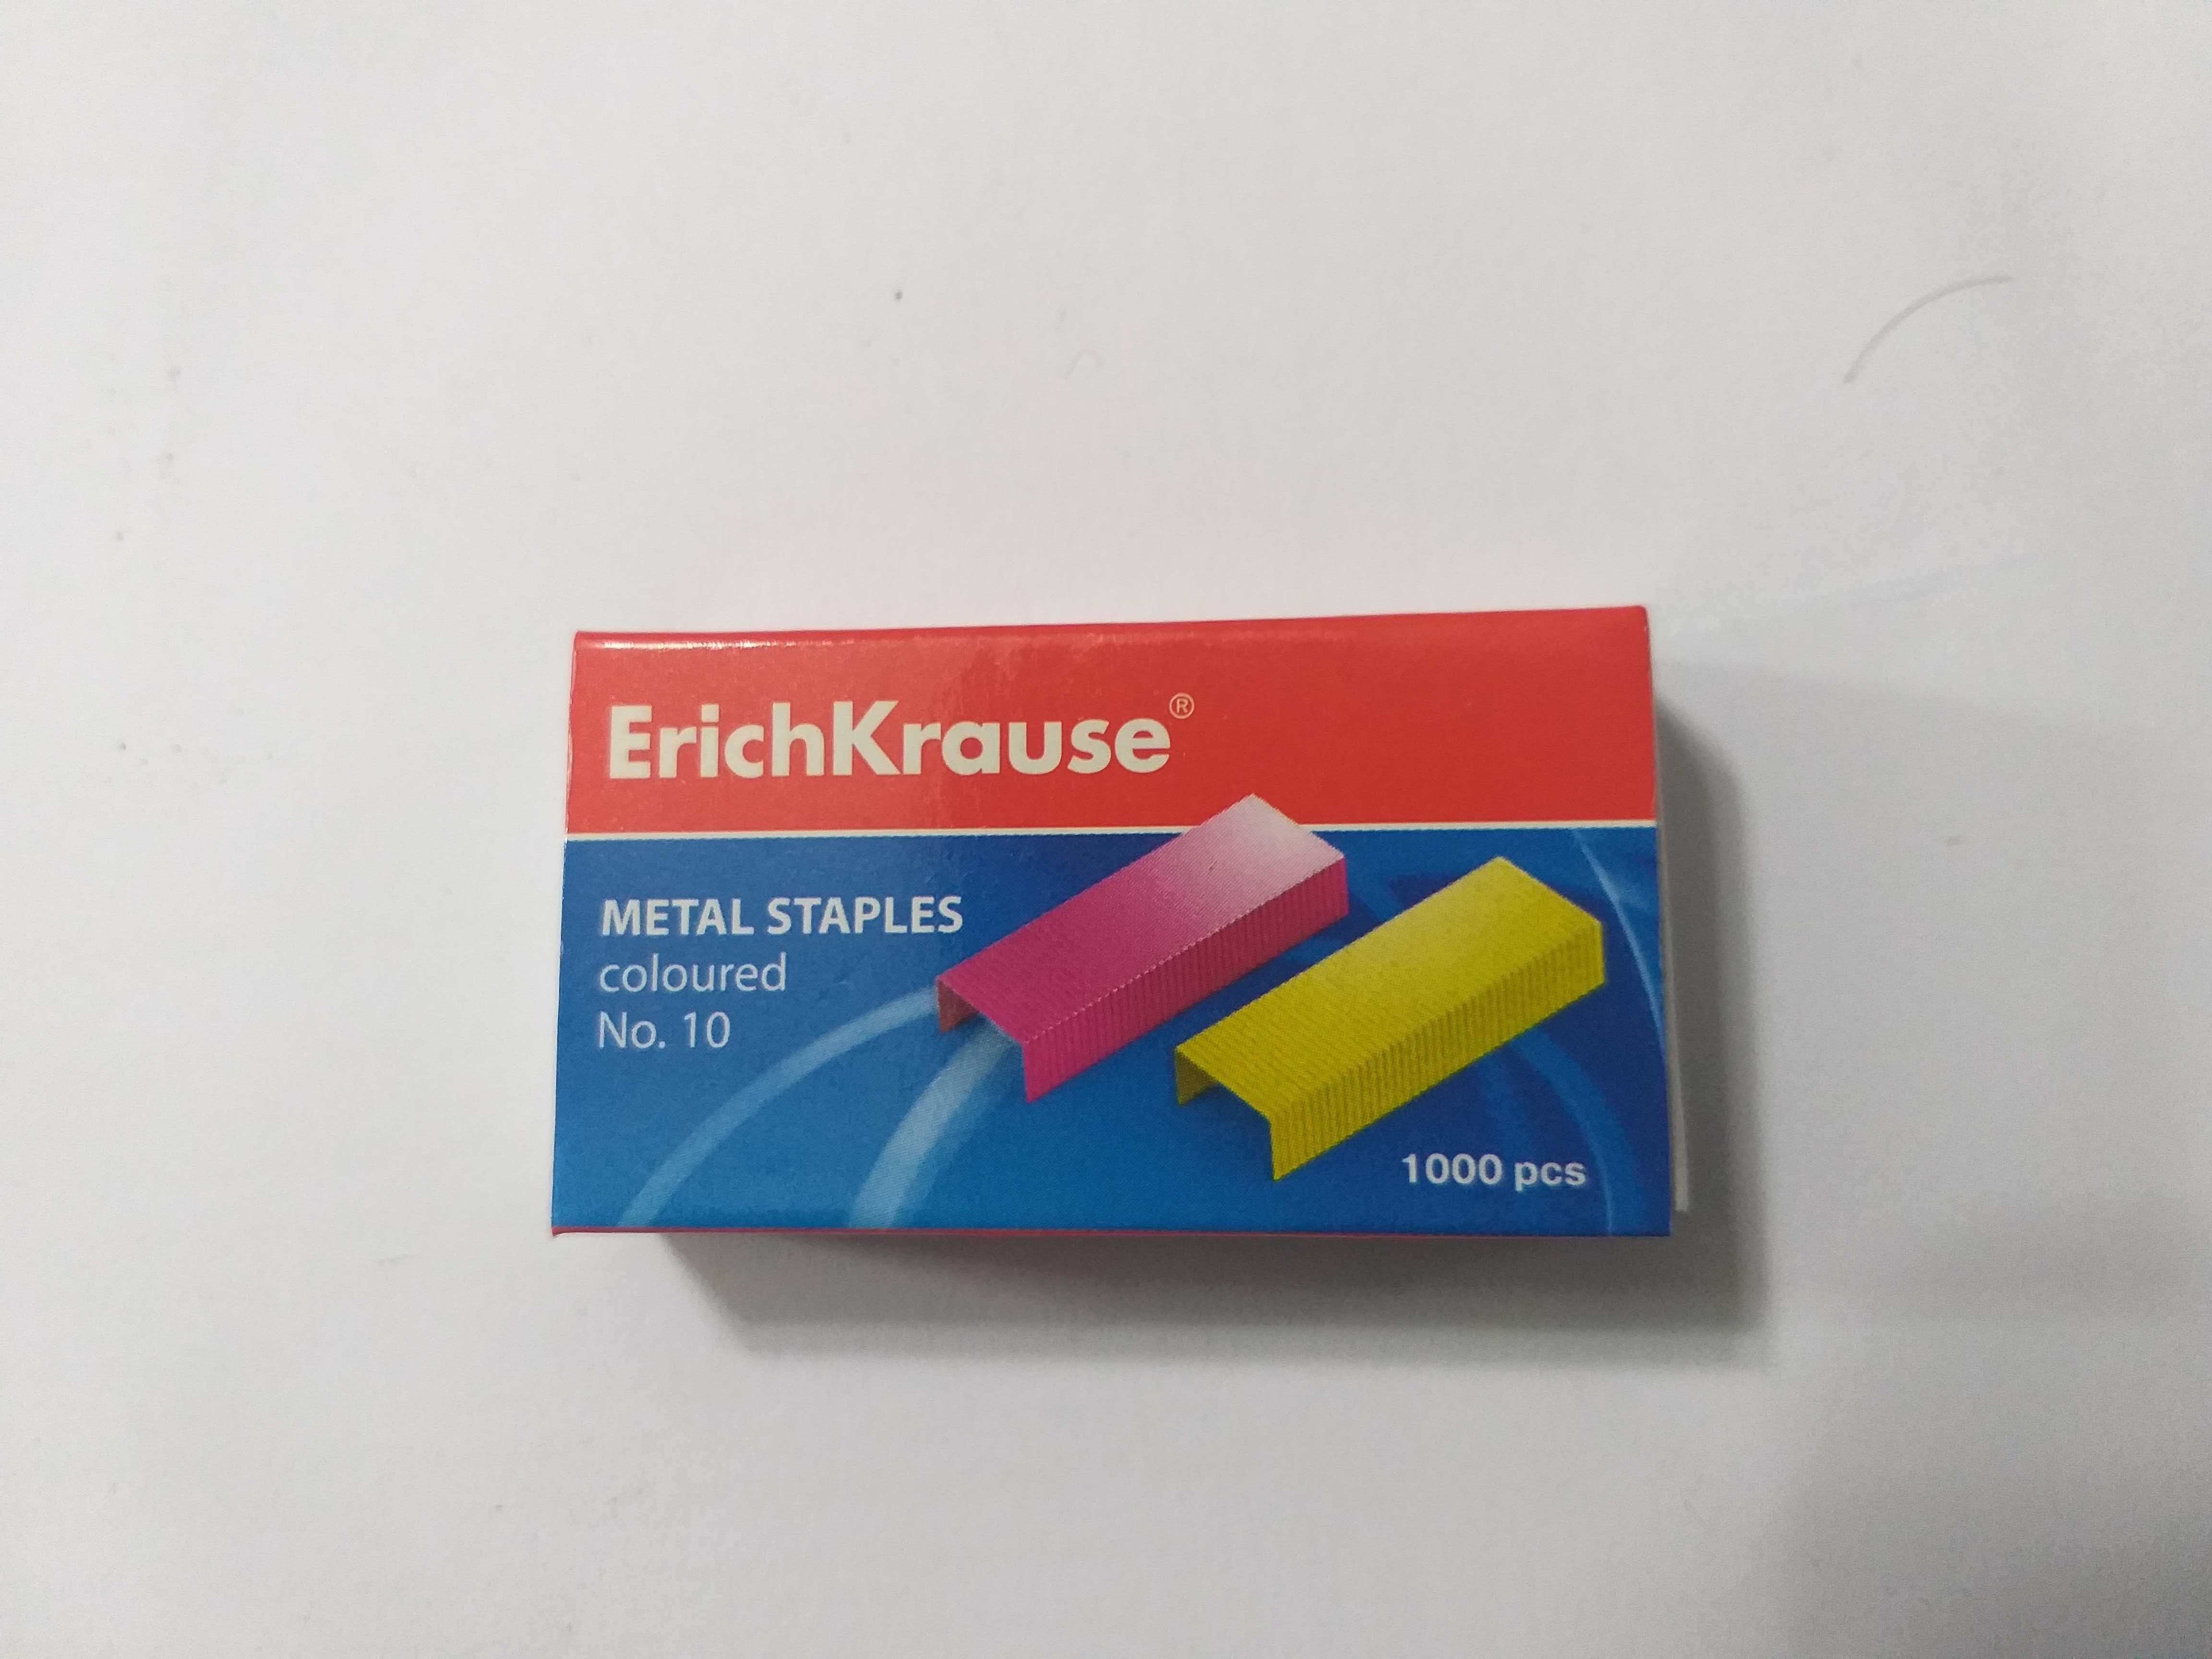 ErichKrause®
METAL STAPLES
coloured
No. 10
1000 pcs